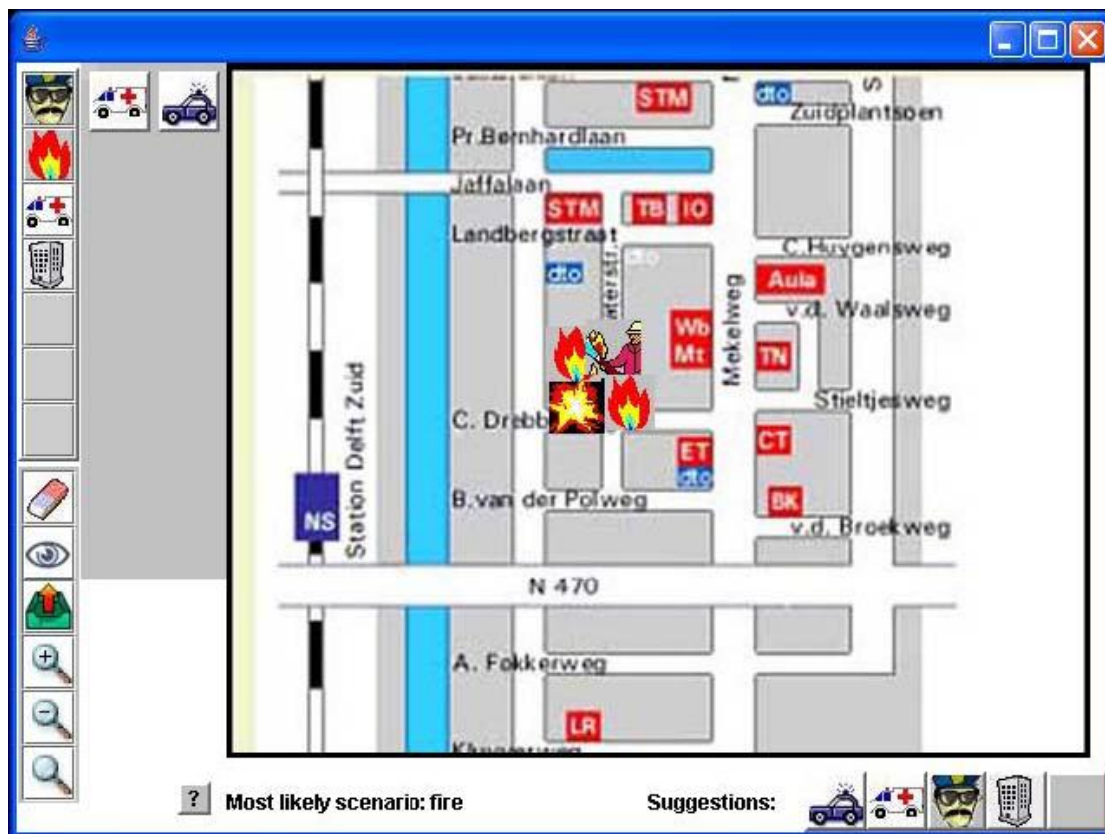 STM
dto
S
Zuidplantsoen
Pr.Bernhardlaan
Jaffalaan
STM
TB
IO
Landbergstraat
C.Huygensweg
dto
dto
Aula
v.d. Waalsweg
Wb
Mt
Mekelweg
TN
Stieltjesweg
C. Drebb
ET
dto
CT
Station Delft Zuid
B.van der Polweg
BK
NS
v.d. Broekweg
N 470
A. Fokkerweg
LR
? Most likely scenario: fire
Suggestions: